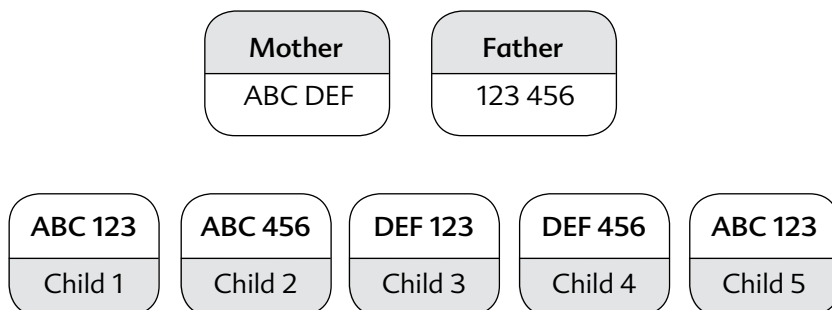 Mother
ABC DEF
Father
123 456
ABC 123
Child 1
ABC 456
Child 2
DEF 123
Child 3
DEF 456
Child 4
ABC 123
Child 5